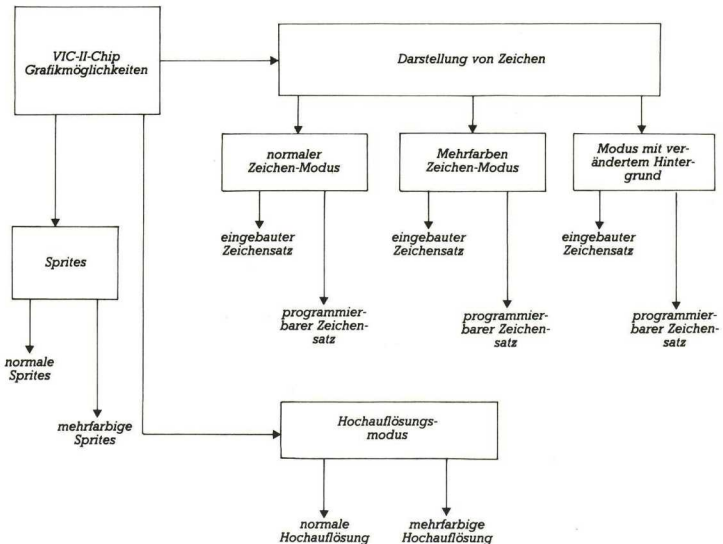 VIC-II-Chip
Grafikmöglichkeiten
Darstellung von Zeichen
normaler
Zeichen-Modus
Mehrfarben
Zeichen-Modus
Modus mit ver-
ändertem Hinter-
grund
eingebauter
Zeichensatz
eingebauter
Zeichensatz
eingebauter
Zeichensatz
Sprites
programmier-
barer Zeichen-
satz
programmier-
barer Zeichen-
satz
programmier-
barer Zeichen-
satz
normale
Sprites
mehrfarbige
Sprites
Hochauflösungs-
modus
normale
Hochauflösung
mehrfarbige
Hochauflösung